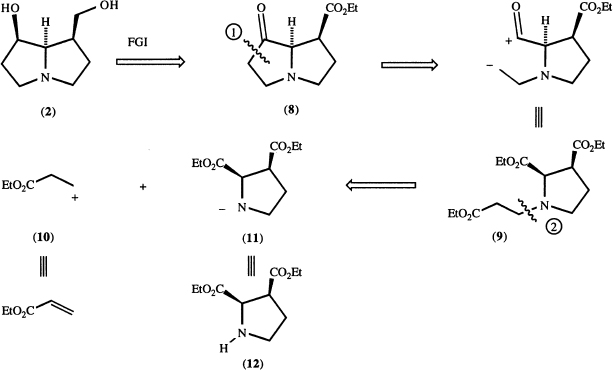 HO H OH
N
(2)
FGI
O CO₂Et
1 H
N
(8)
O CO₂Et
+ H
– N
EtO₂C CO₂Et
EtO₂C N
2
(9)
EtO₂C +
(10)
+
EtO₂C CO₂Et
– N
(11)
EtO₂C
EtO₂C CO₂Et
N
H
(12)